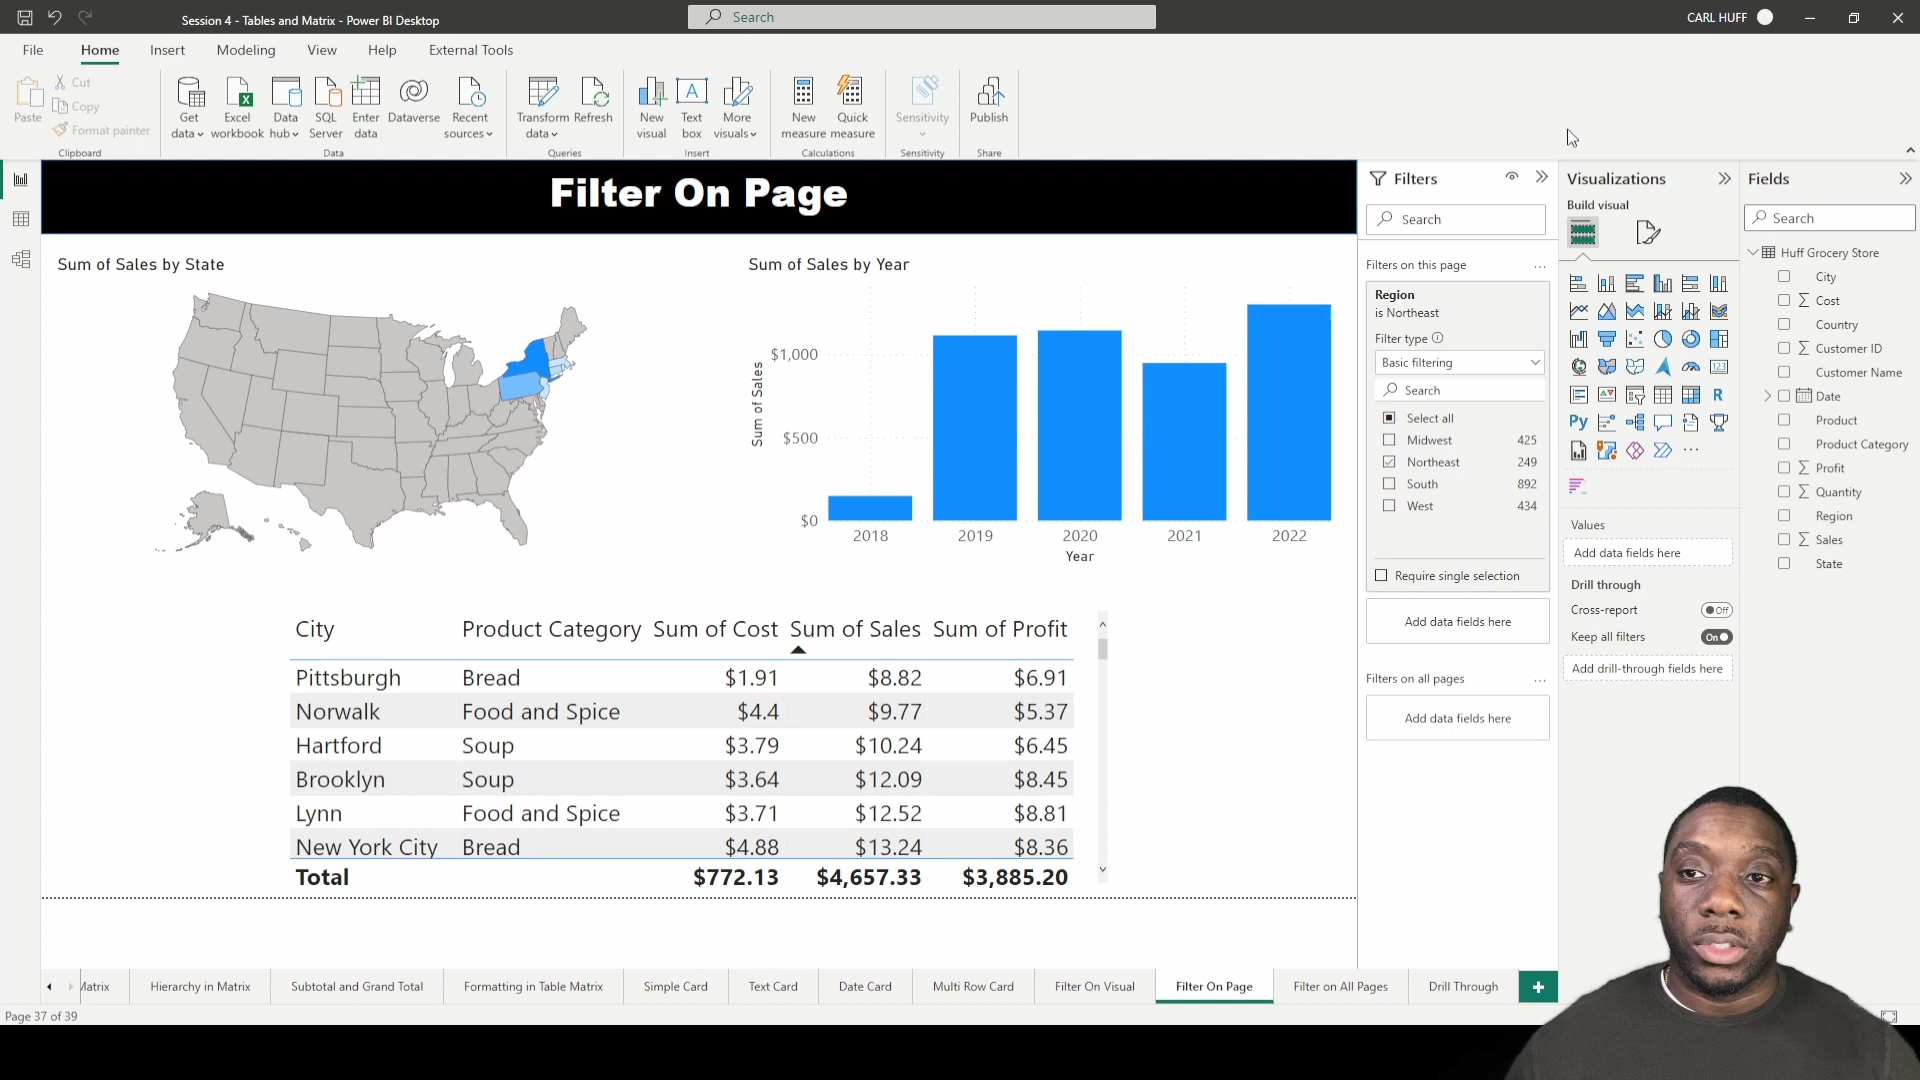 Session 4 - Tables and Matrix - Power BI Desktop
Search
CARL HUFF
File
Home
Insert
Modeling
View
Help
External Tools
Paste
Cut
Copy
Format painter
Clipboard
Get data
Excel workbook
Data hub
SQL Server
Enter data
Dataverse
Recent sources
Data
Transform data
Refresh
Queries
New visual
Text box
More visuals
Insert
New measure
Quick measure
Calculations
Sensitivity
Sensitivity
Publish
Share
Filter On Page
Sum of Sales by State
Sum of Sales by Year
Sum of Sales
$1,000
$500
$0
2018 2019 2020 2021 2022
Year
City Product Category Sum of Cost Sum of Sales Sum of Profit
Pittsburgh Bread $1.91 $8.82 $6.91
Norwalk Food and Spice $4.4 $9.77 $5.37
Hartford Soup $3.79 $10.24 $6.45
Brooklyn Soup $3.64 $12.09 $8.45
Lynn Food and Spice $3.71 $12.52 $8.81
New York City Bread $4.88 $13.24 $8.36
Total $772.13 $4,657.33 $3,885.20
Filters
Search
Filters on this page ...
Region
is Northeast
Filter type
Basic filtering
Search
Select all
Midwest 425
Northeast 249
South 892
West 434
Require single selection
Add data fields here
Filters on all pages ...
Add data fields here
Visualizations
Build visual
123
R
Py
...
Values
Add data fields here
Drill through
Cross-report Off
Keep all filters On
Add drill-through fields here
Fields
Search
Huff Grocery Store
City
∑ Cost
Country
∑ Customer ID
Customer Name
Date
Product
Product Category
∑ Profit
∑ Quantity
Region
∑ Sales
State
Matrix
Hierarchy in Matrix
Subtotal and Grand Total
Formatting in Table Matrix
Simple Card
Text Card
Date Card
Multi Row Card
Filter On Visual
Filter On Page
Filter on All Pages
Drill Through
+
Page 37 of 39